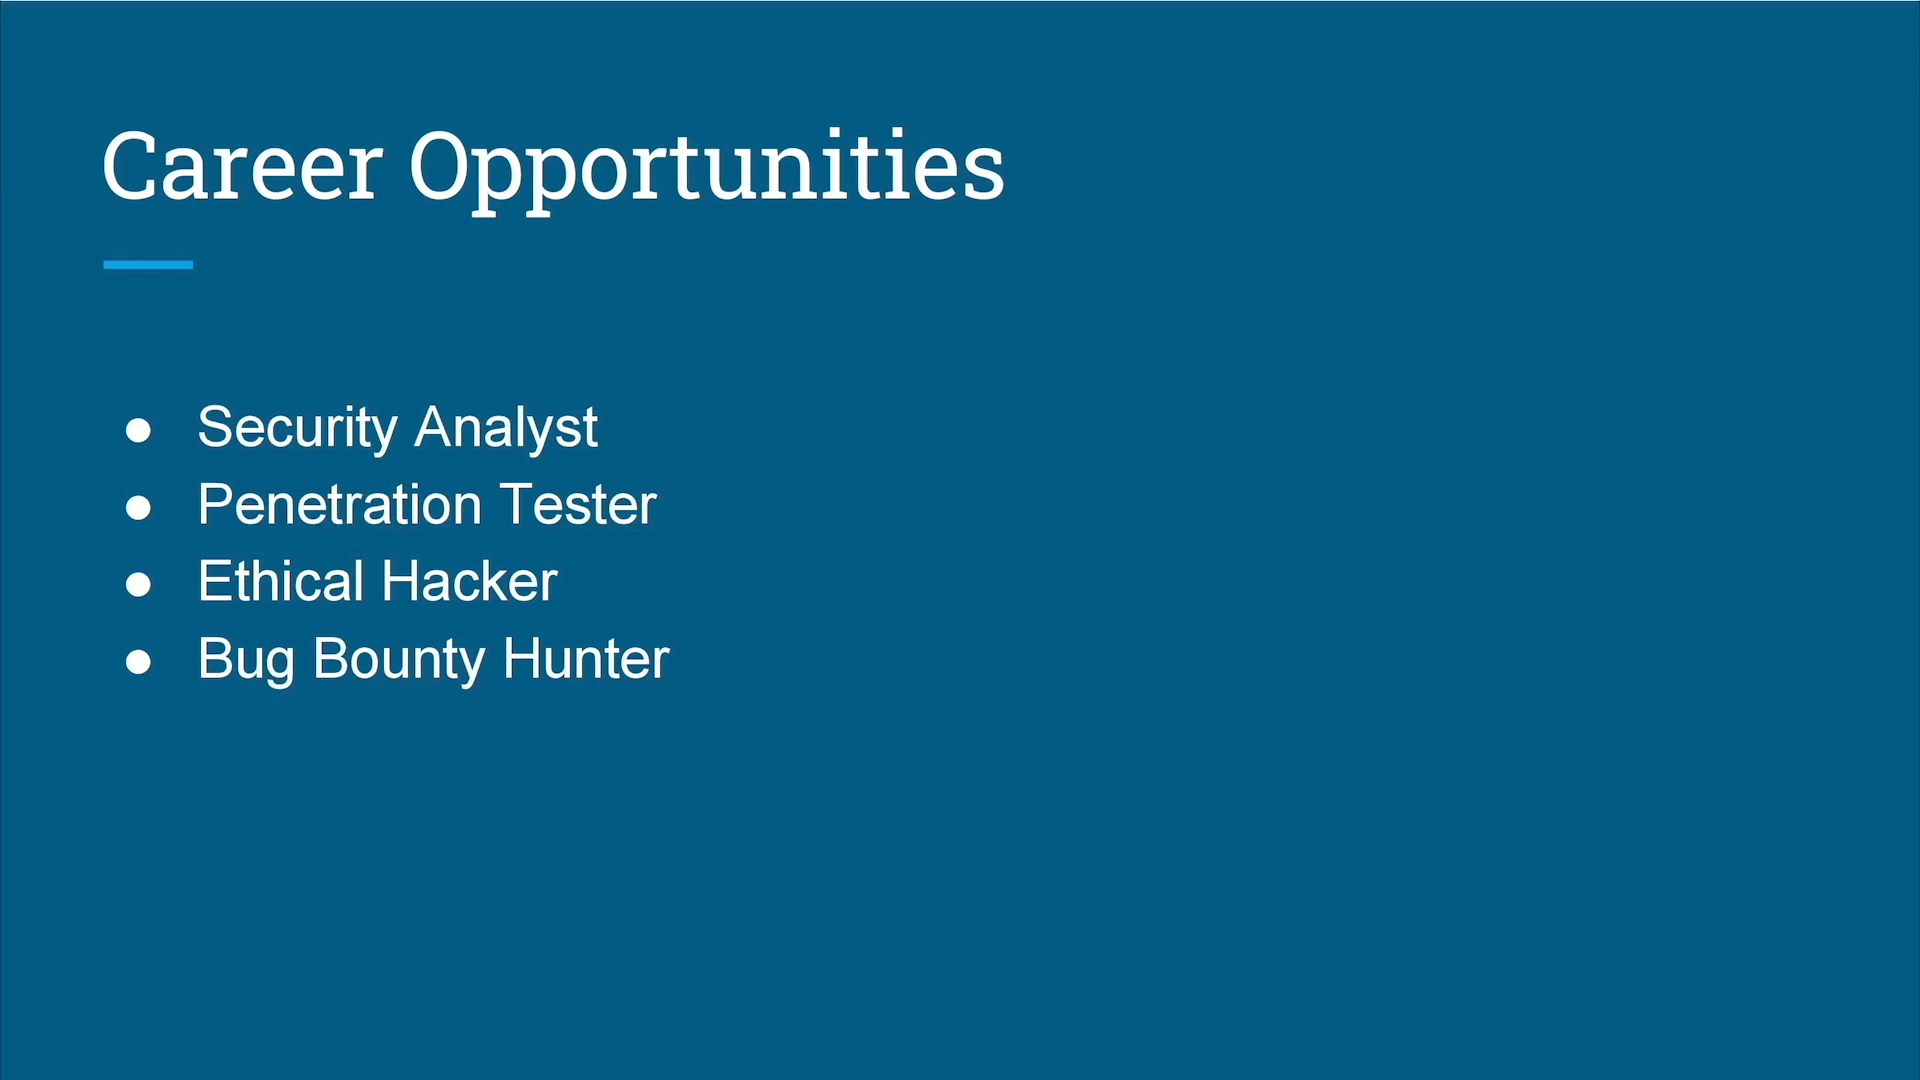 Career Opportunities
● Security Analyst
● Penetration Tester
● Ethical Hacker
● Bug Bounty Hunter